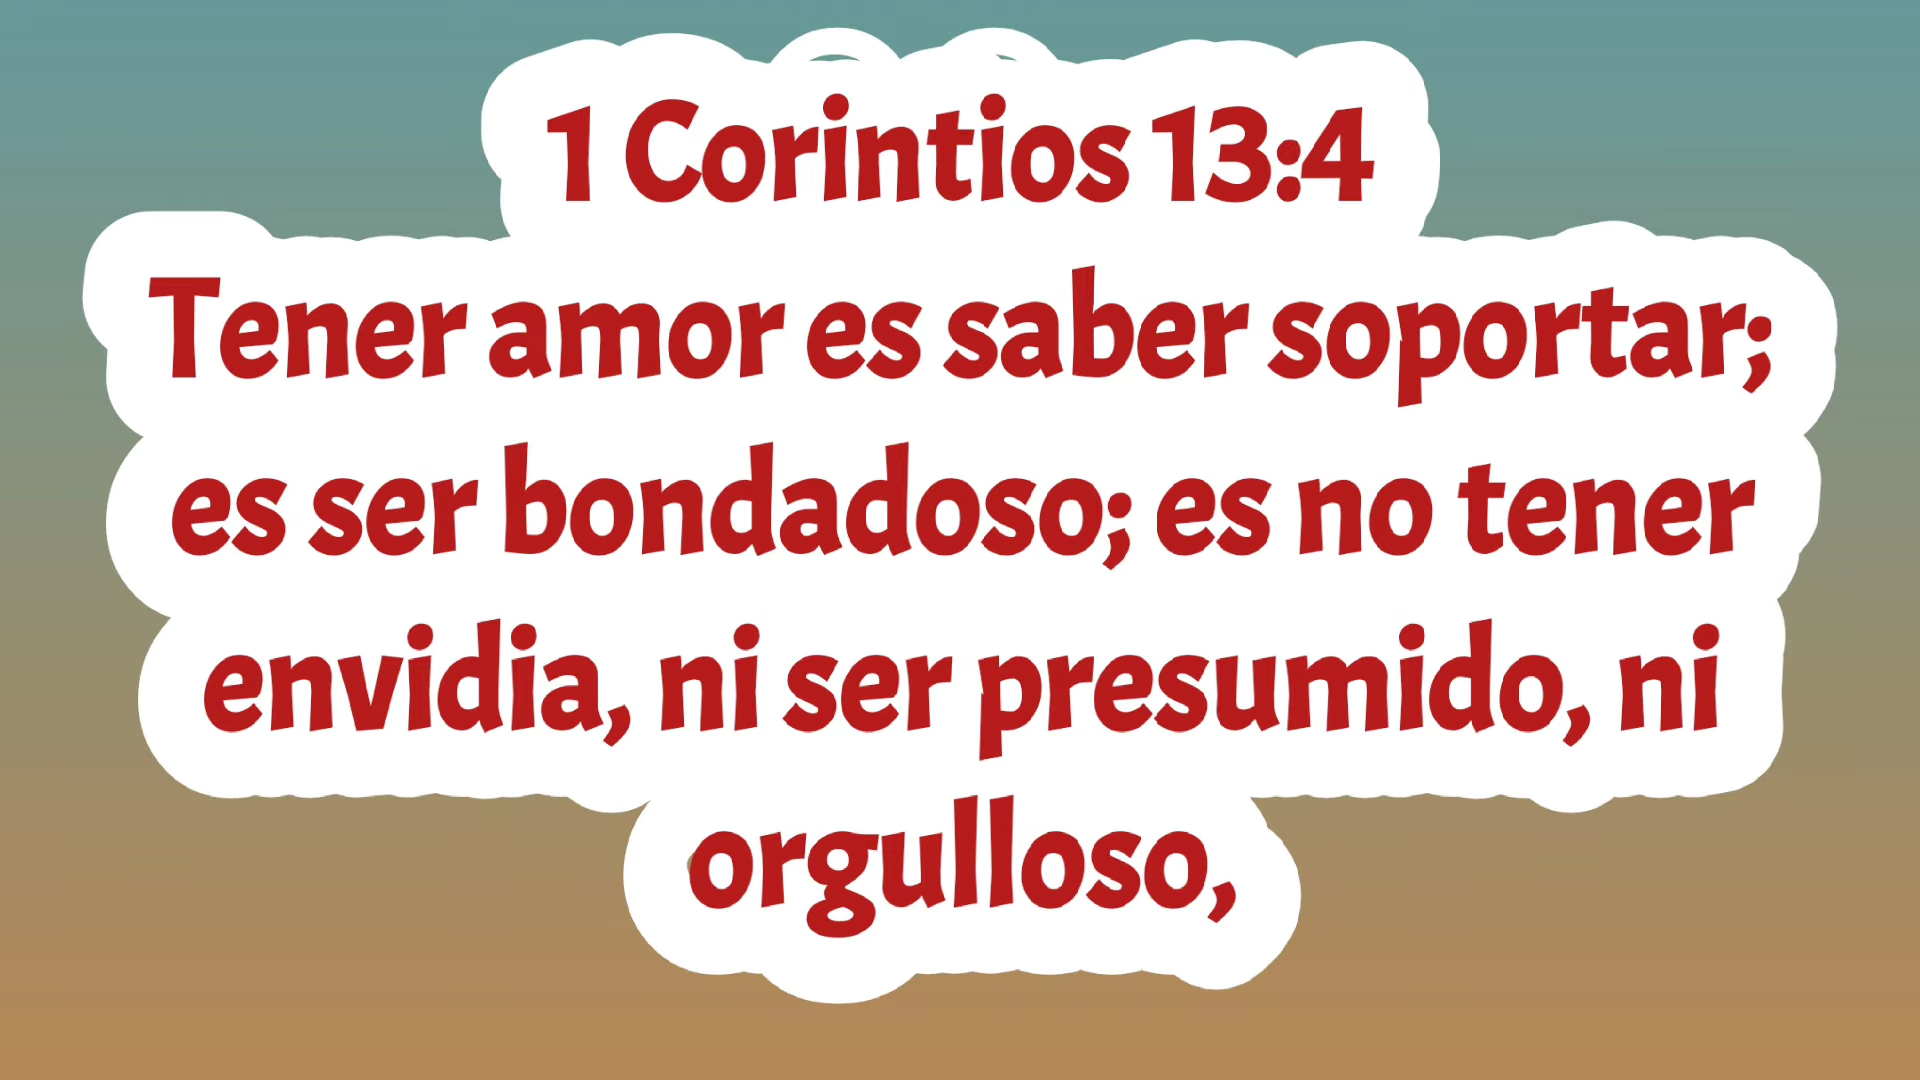 1 Corintios 13:4
Tener amor es saber soportar;
es ser bondadoso; es no tener
envidia, ni ser presumido, ni
orgulloso,